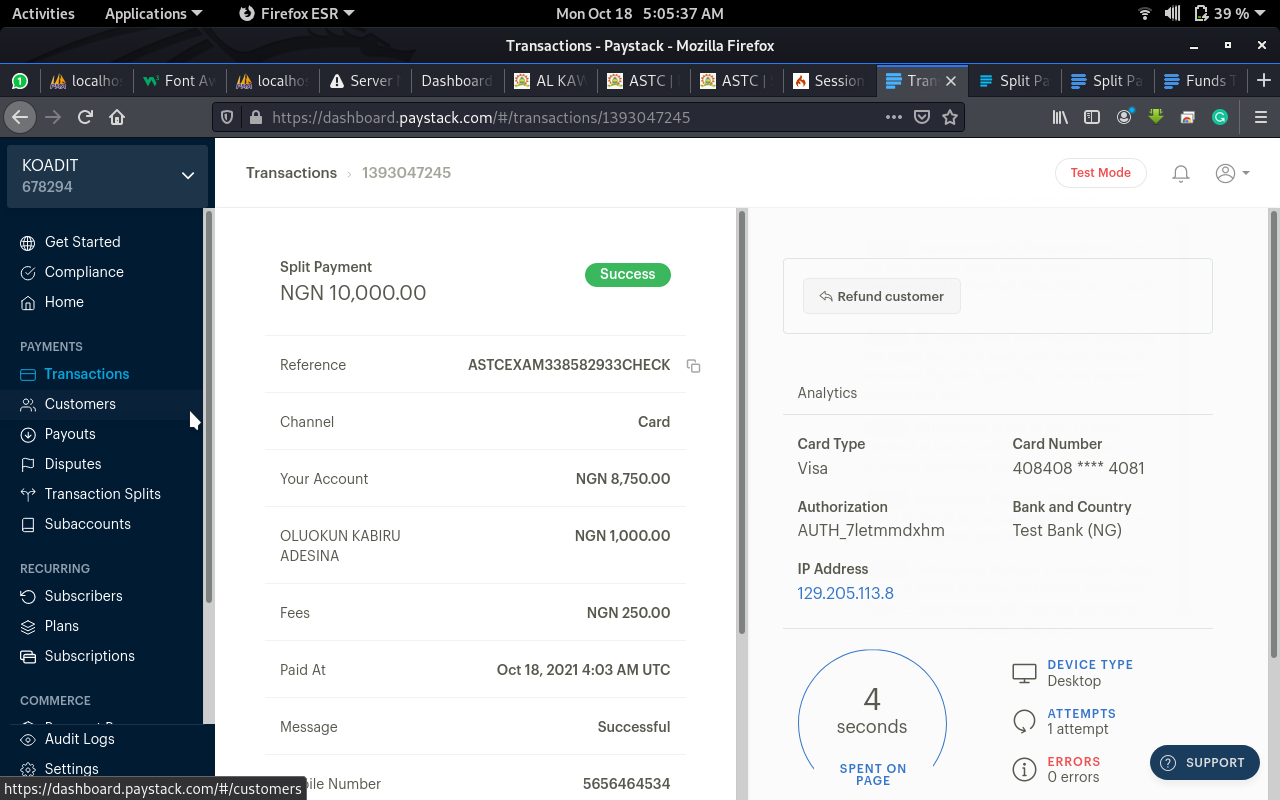 Activities Applications Firefox ESR Mon Oct 18 5:05:37 AM 39 %
Transactions - Paystack - Mozilla Firefox
1 localho Font Aw localho Server Dashboard AL KAW ASTC | ASTC | Session Tran Split Pa Split Pa Funds T
https://dashboard.paystack.com/#/transactions/1393047245
KOADIT
678294
Transactions › 1393047245
Test Mode
Get Started
Compliance
Home
PAYMENTS
Transactions
Customers
Payouts
Disputes
Transaction Splits
Subaccounts
RECURRING
Subscribers
Plans
Subscriptions
COMMERCE
Audit Logs
Settings
https://dashboard.paystack.com/#/customers
Split Payment
NGN 10,000.00
Success
Reference ASTCEXAM338582933CHECK
Channel Card
Your Account NGN 8,750.00
OLUOKUN KABIRU ADESINA NGN 1,000.00
Fees NGN 250.00
Paid At Oct 18, 2021 4:03 AM UTC
Message Successful
Number 5656464534
Refund customer
Analytics
Card Type
Visa
Card Number
408408 **** 4081
Authorization
AUTH_7letmmdxhm
Bank and Country
Test Bank (NG)
IP Address
129.205.113.8
4
seconds
SPENT ON
PAGE
DEVICE TYPE
Desktop
ATTEMPTS
1 attempt
ERRORS
0 errors
SUPPORT